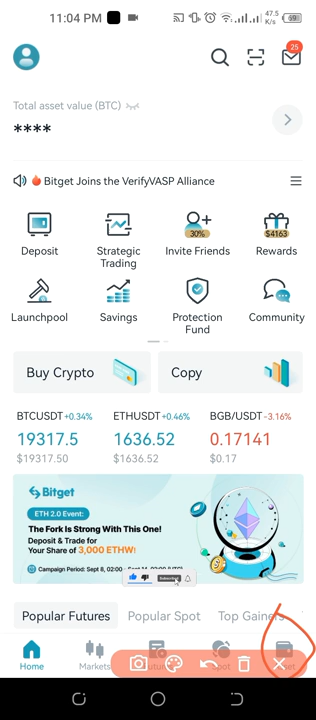 11:04 PM
47.5
K/s
49
25
Total asset value (BTC)
****
Bitget Joins the VerifyVASP Alliance
30%
$4163
Deposit
Strategic
Trading
Invite Friends
Rewards
Launchpool
Savings
Protection
Fund
Community
Buy Crypto
Copy
BTCUSDT +0.34%
19317.5
$19317.50
ETHUSDT +0.46%
1636.52
$1636.52
BGB/USDT -3.16%
0.17141
$0.17
Bitget
ETH 2.0 Event:
The Fork Is Strong With This One!
Deposit & Trade for
Your Share of 3,000 ETHW!
Campaign Period: Sept 8, 02:00
Subscribed
Popular Futures
Popular Spot
Top Gainers
Home
Markets
Spot